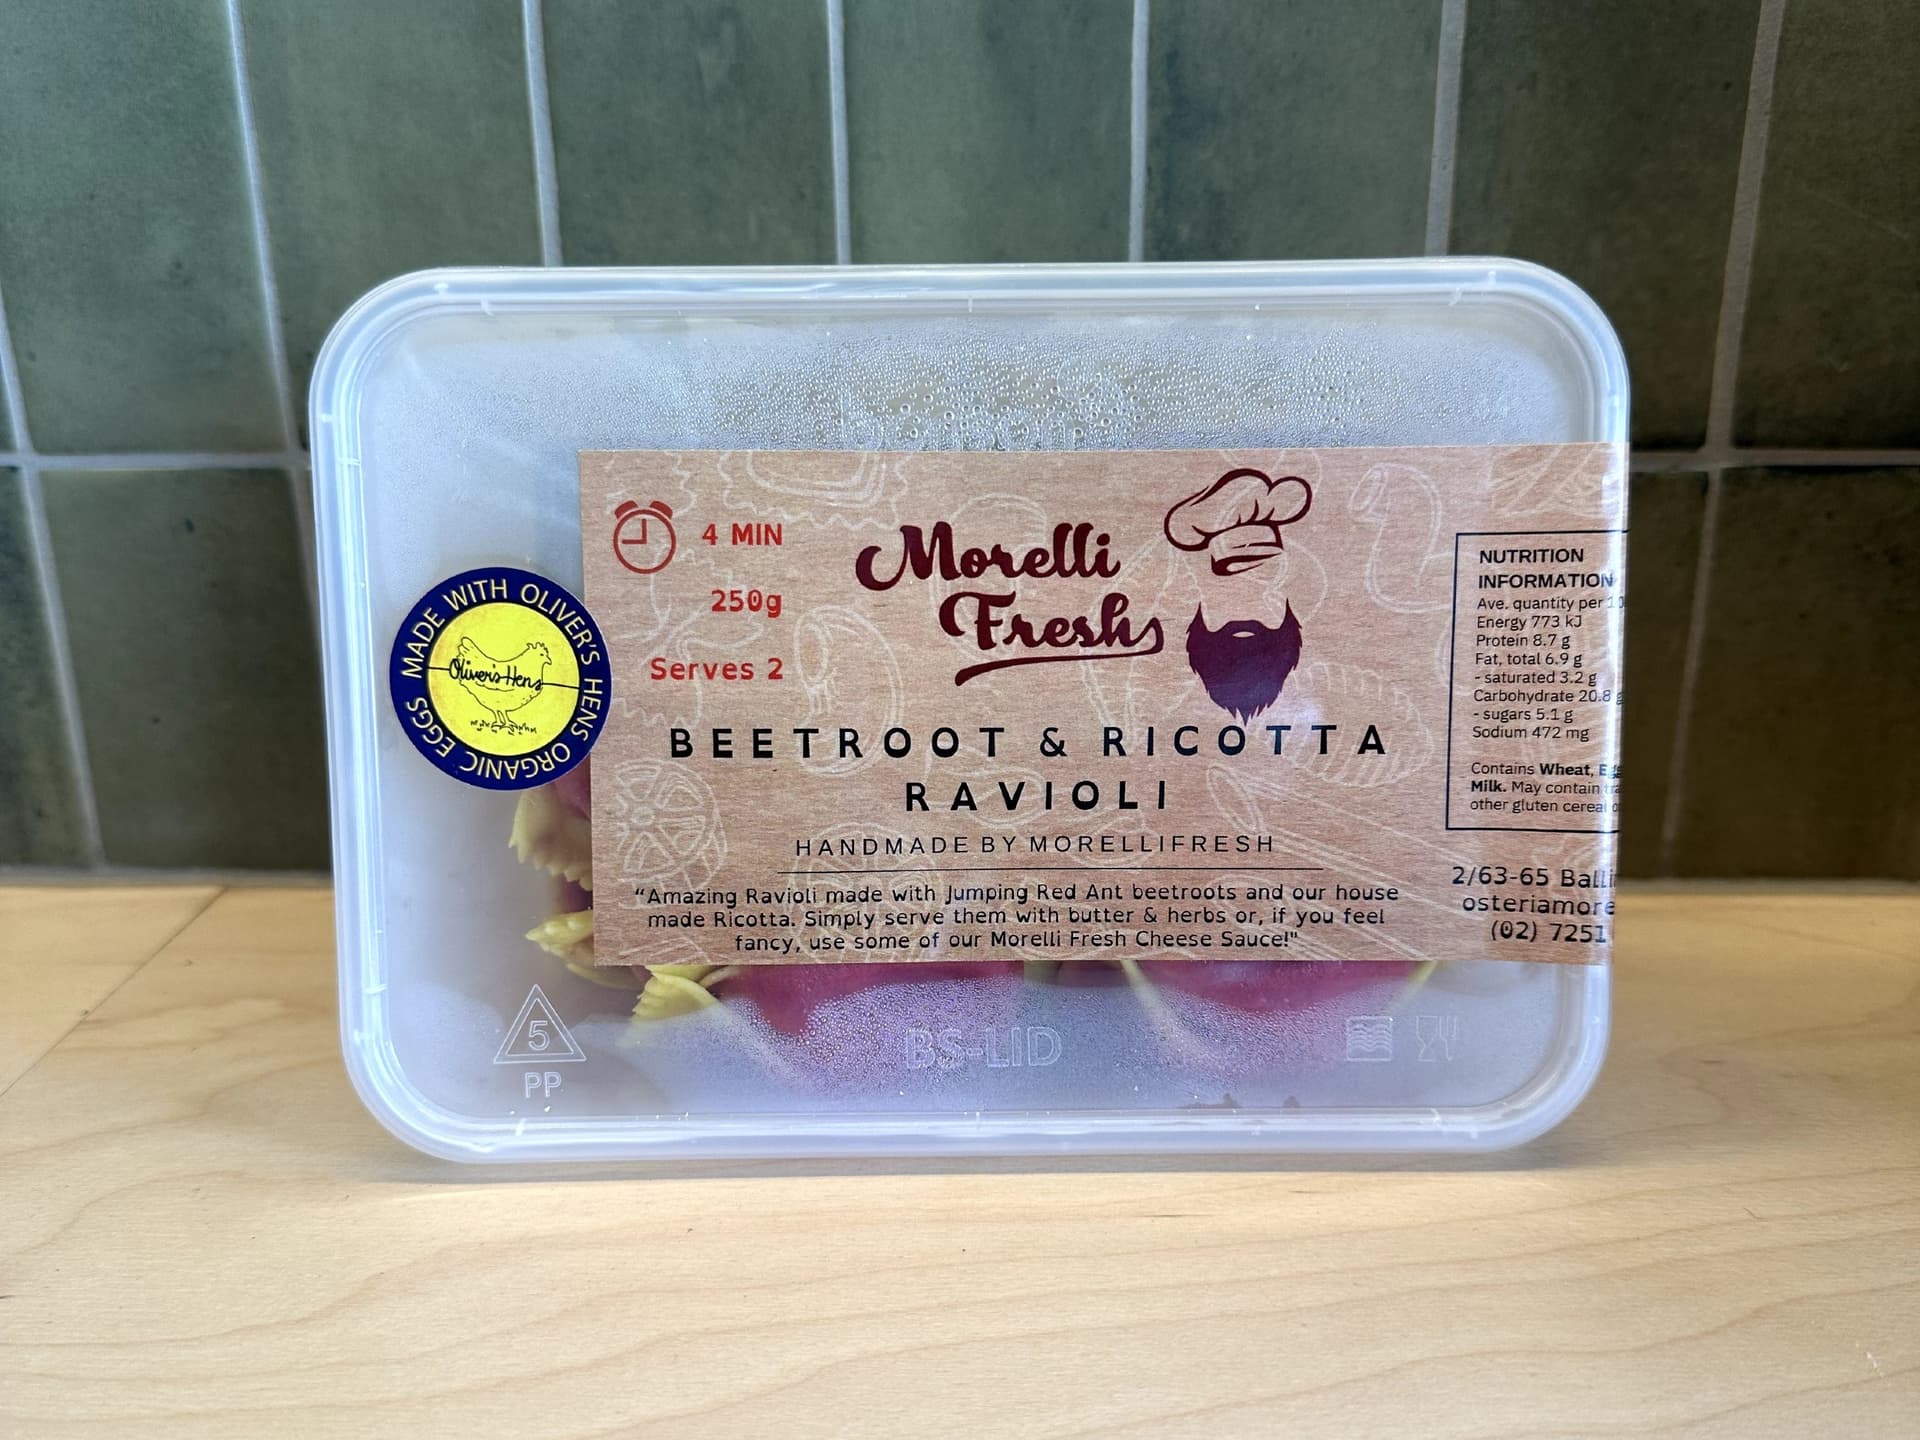 MADE WITH OLIVER'S HENS ORGANIC EGGS
Oliver's Hens
4 MIN
250g
Serves 2
Morelli
Fresh
BEETROOT & RICOTTA
RAVIOLI
HANDMADE BY MORELLIFRESH
“Amazing Ravioli made with Jumping Red Ant beetroots and our house
made Ricotta. Simply serve them with butter & herbs or, if you feel
fancy, use some of our Morelli Fresh Cheese Sauce!"
NUTRITION
INFORMATION
Ave. quantity per
Energy 773 kJ
Protein 8.7 g
Fat, total 6.9 g
- saturated 3.2 g
Carbohydrate 20.8 g
- sugars 5.1 g
Sodium 472 mg
Contains Wheat,
Milk. May contain
other gluten
2/63-65
(02) 7251
5
PP
BS-LID